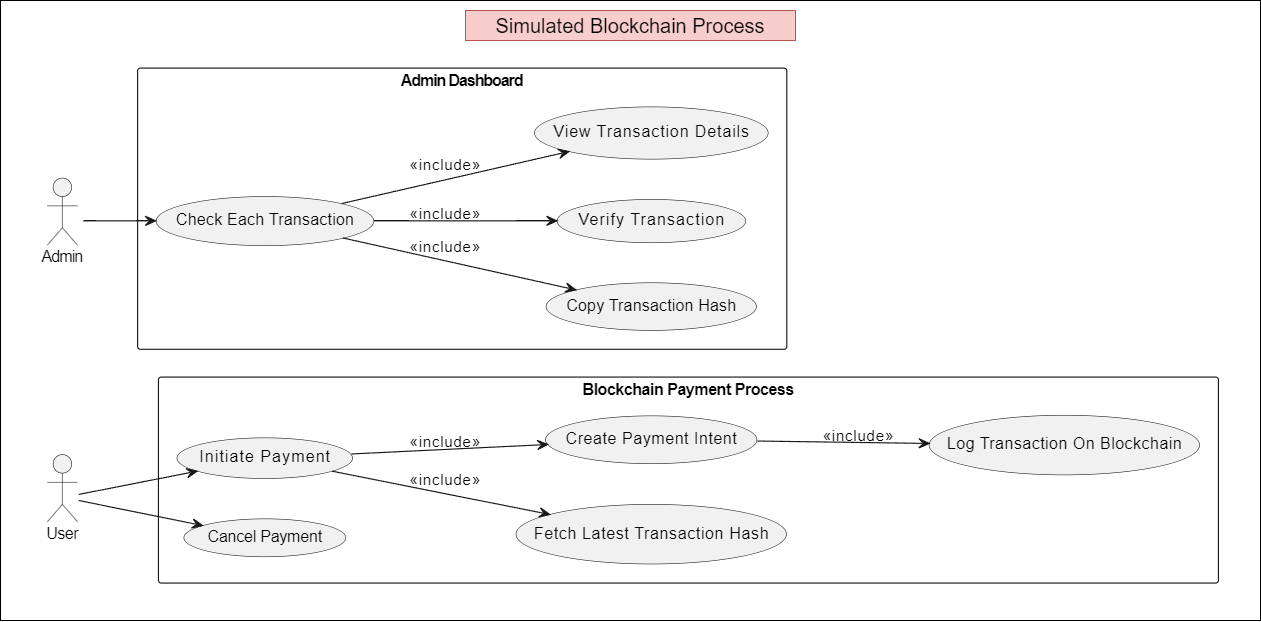 Simulated Blockchain Process
Admin Dashboard
View Transaction Details
«include»
Check Each Transaction
«include»
Verify Transaction
«include»
Admin
Copy Transaction Hash
Blockchain Payment Process
Initiate Payment
«include»
Create Payment Intent
«include»
Log Transaction On Blockchain
«include»
User
Cancel Payment
Fetch Latest Transaction Hash